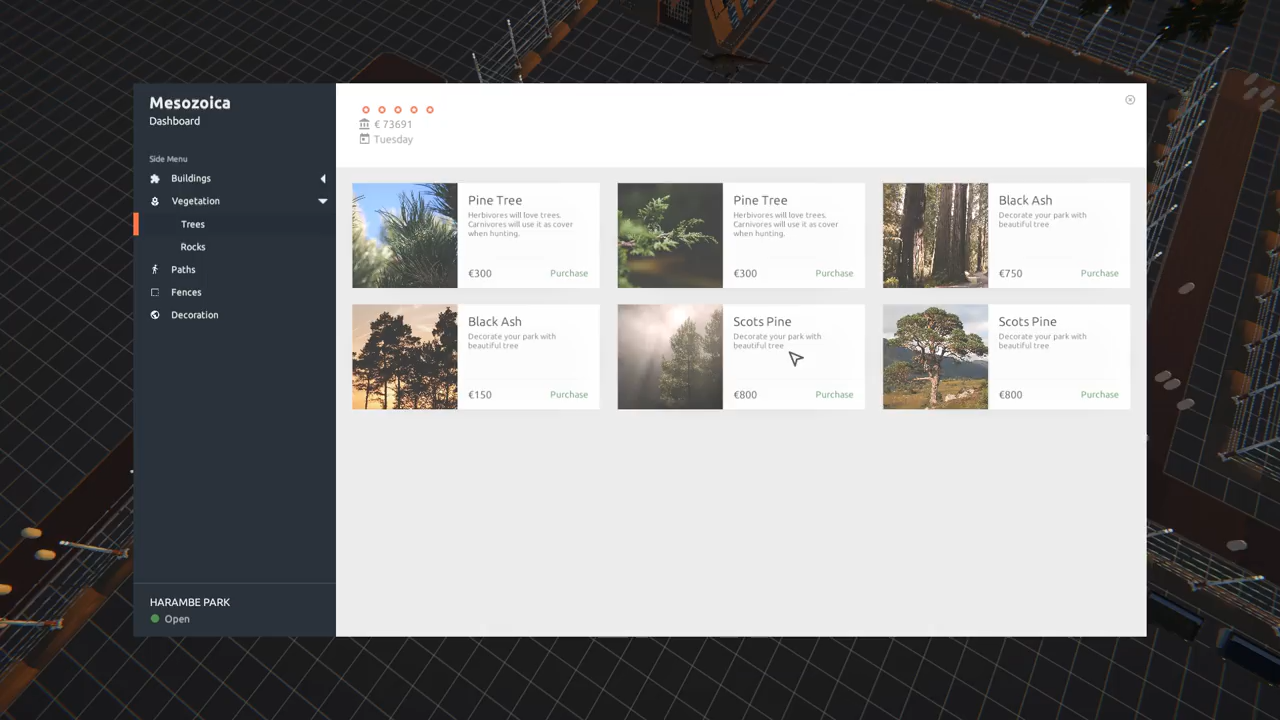 Mesozoica
Dashboard
Side Menu
Buildings
Vegetation
Trees
Rocks
Paths
Fences
Decoration
HARAMBE PARK
Open
€ 73691
Tuesday
Pine Tree
Herbivores will love trees.
Carnivores will use it as cover
when hunting.
€300 Purchase
Pine Tree
Herbivores will love trees.
Carnivores will use it as cover
when hunting.
€300 Purchase
Black Ash
Decorate your park with
beautiful tree
€750 Purchase
Black Ash
Decorate your park with
beautiful tree
€150 Purchase
Scots Pine
Decorate your park with
beautiful tree
€800 Purchase
Scots Pine
Decorate your park with
beautiful tree
€800 Purchase